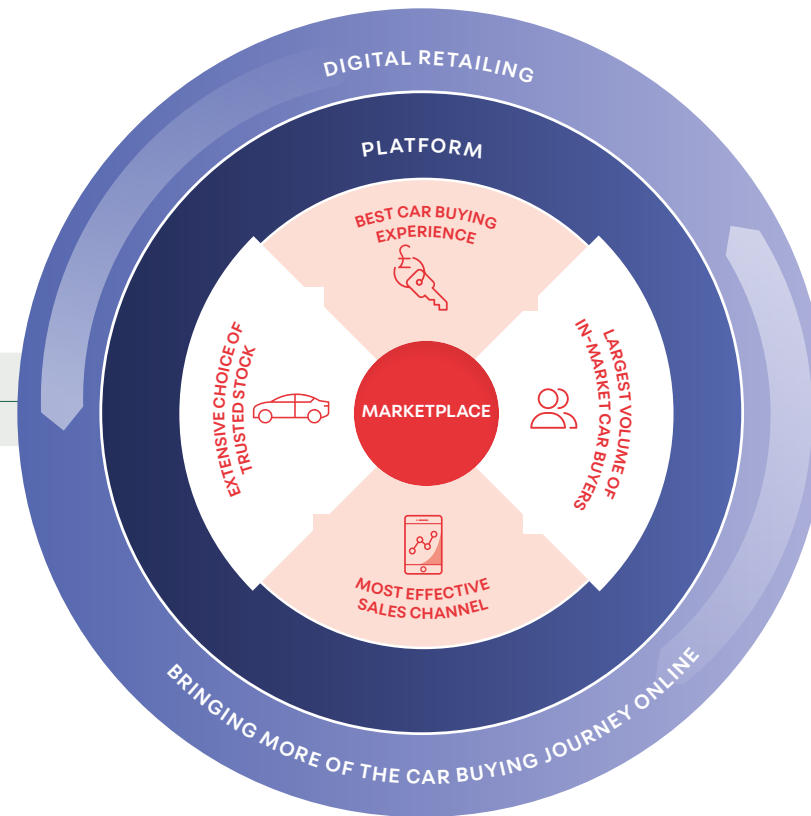 DIGITAL RETAILING
PLATFORM
BEST CAR BUYING
EXPERIENCE
EXTENSIVE CHOICE OF
TRUSTED STOCK
MARKETPLACE
LARGEST VOLUME OF
IN-MARKET CAR BUYERS
MOST EFFECTIVE
SALES CHANNEL
BRINGING MORE OF THE CAR BUYING JOURNEY ONLINE